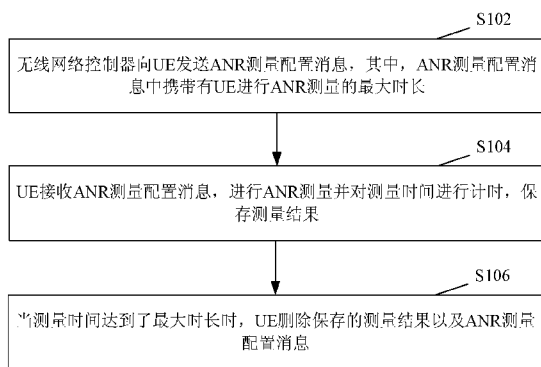 S102
无线网络控制器向UE发送ANR测量配置消息，其中，ANR测量配置消
息中携带有UE进行ANR测量的最大时长
S104
UE接收ANR测量配置消息，进行ANR测量并对测量时间进行计时，保
存测量结果
S106
当测量时间达到了最大时长时，UE删除保存的测量结果以及ANR测量
配置消息